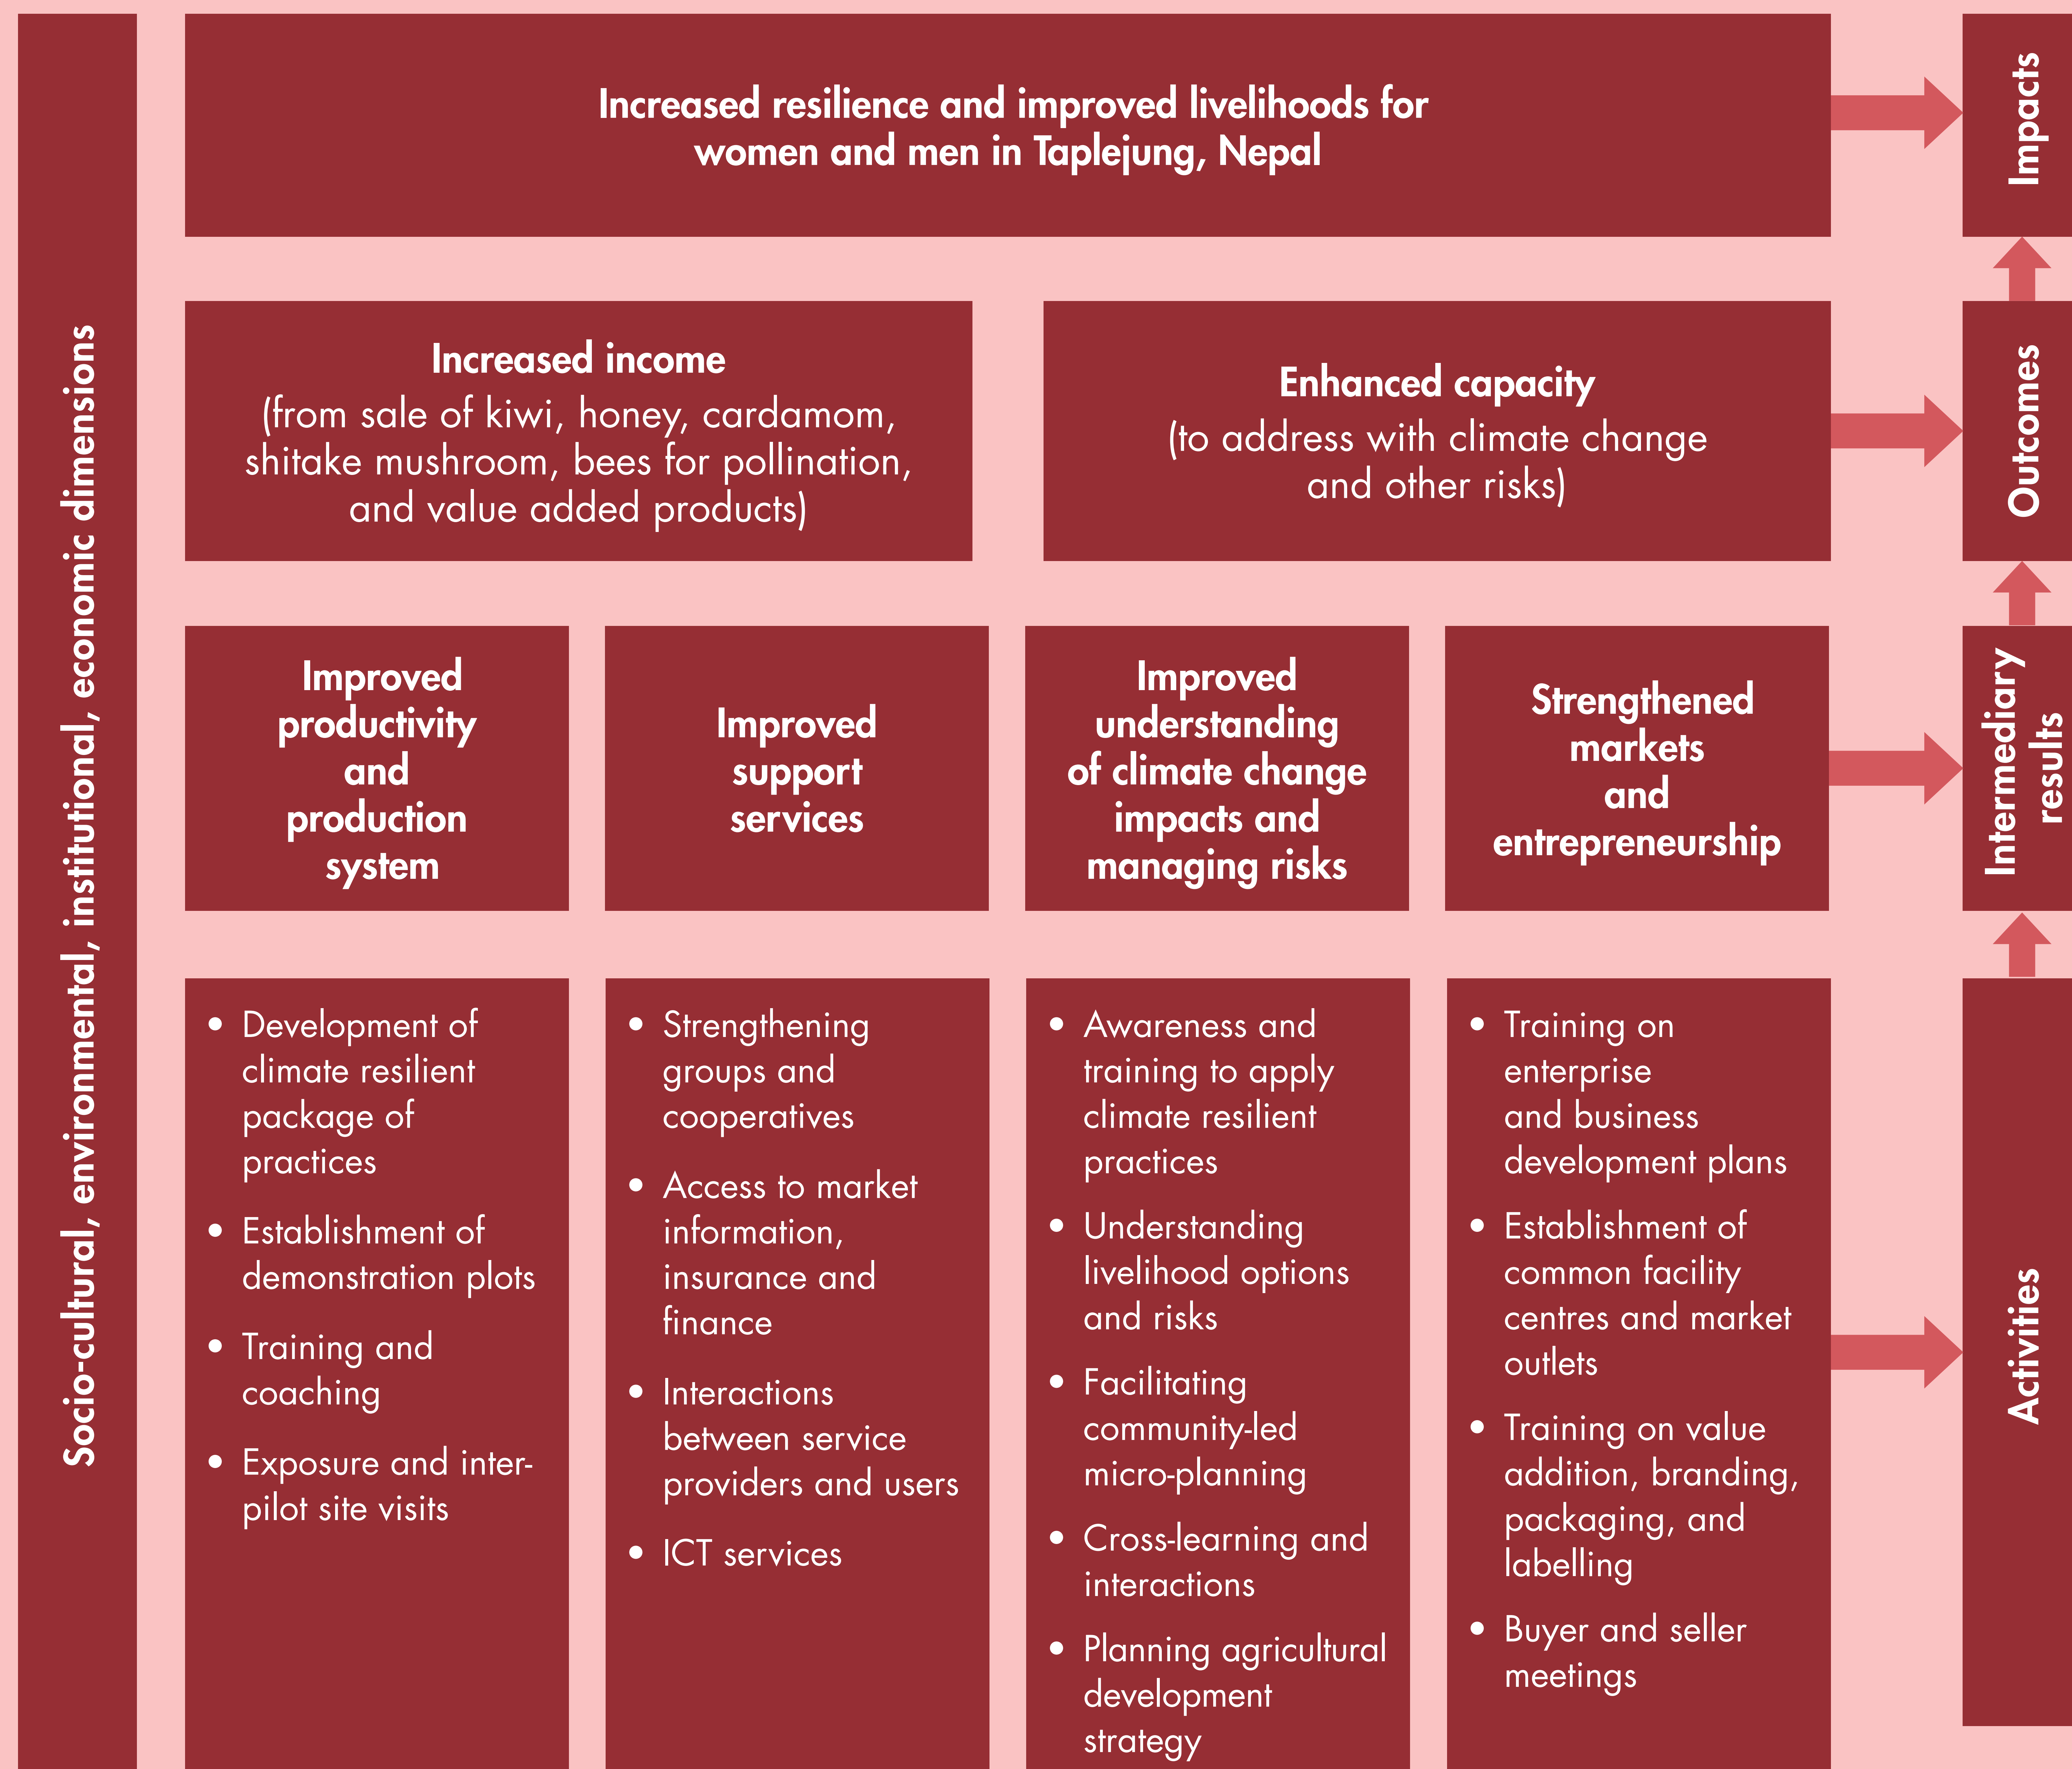 Socio-cultural, environmental, institutional, economic dimensions
Increased resilience and improved livelihoods for
women and men in Taplejung, Nepal
Impacts
Increased income
(from sale of kiwi, honey, cardamom,
shitake mushroom, bees for pollination,
and value added products)
Enhanced capacity
(to address with climate change
and other risks)
Outcomes
Improved
productivity
and
production
system
Improved
support
services
Improved
understanding
of climate change
impacts and
managing risks
Strengthened
markets
and
entrepreneurship
Intermediary
results
• Development of
climate resilient
package of
practices
• Establishment of
demonstration plots
• Training and
coaching
• Exposure and inter-
pilot site visits
• Strengthening
groups and
cooperatives
• Access to market
information,
insurance and
finance
• Interactions
between service
providers and users
• ICT services
• Awareness and
training to apply
climate resilient
practices
• Understanding
livelihood options
and risks
• Facilitating
community-led
micro-planning
• Cross-learning and
interactions
• Planning agricultural
development
strategy
• Training on
enterprise
and business
development plans
• Establishment of
common facility
centres and market
outlets
• Training on value
addition, branding,
packaging, and
labelling
• Buyer and seller
meetings
Activities